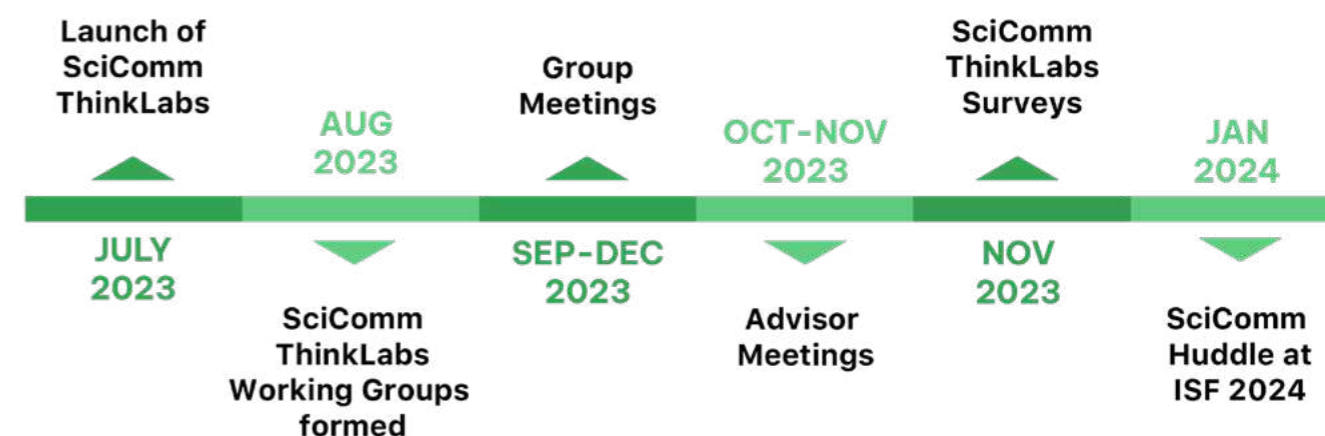 Launch of
SciComm
ThinkLabs
JULY
2023
AUG
2023
SciComm
ThinkLabs
Working Groups
formed
Group
Meetings
SEP-DEC
2023
OCT-NOV
2023
Advisor
Meetings
SciComm
ThinkLabs
Surveys
NOV
2023
JAN
2024
SciComm
Huddle at
ISF 2024